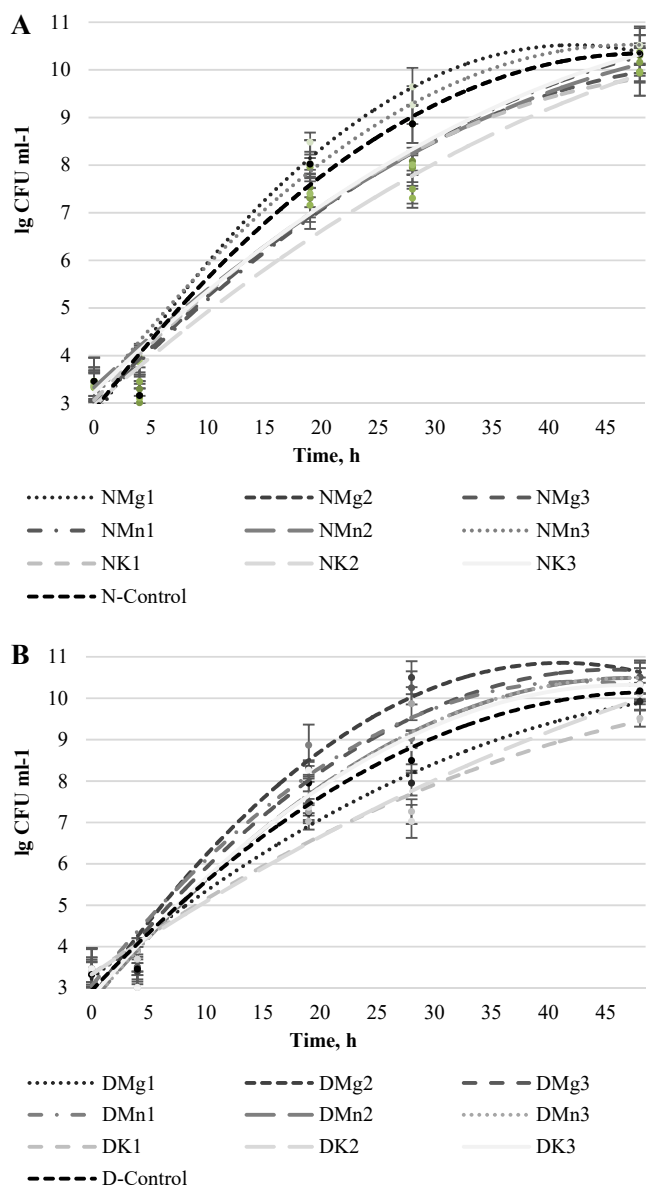 A
11
10
9
8
7
6
5
4
3
lg CFU ml-1
0 5 10 15 20 25 30 35 40 45
Time, h
NMg1 NMg2 NMg3
NMn1 NMn2 NMn3
NK1 NK2 NK3
N-Control
B
11
10
9
8
7
6
5
4
3
lg CFU ml-1
0 5 10 15 20 25 30 35 40 45
Time, h
DMg1 DMg2 DMg3
DMn1 DMn2 DMn3
DK1 DK2 DK3
D-Control